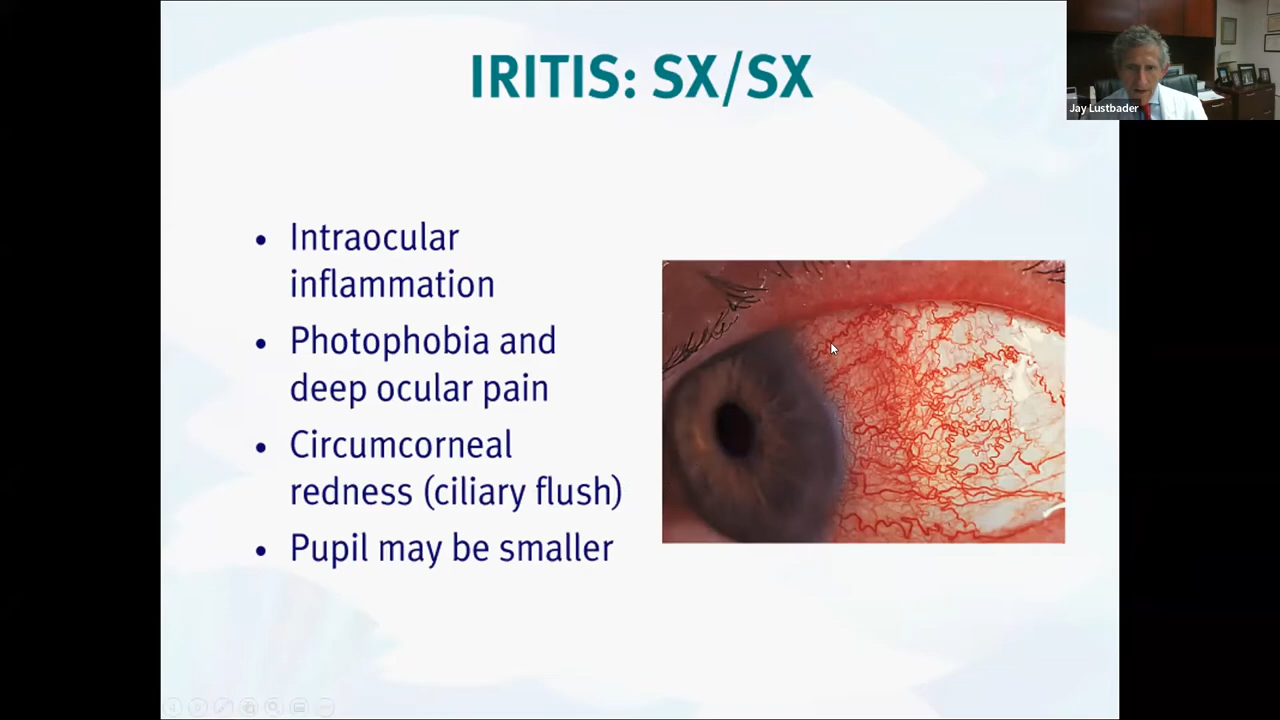 IRITIS: SX/SX
Jay Lustbader
• Intraocular
inflammation
• Photophobia and
deep ocular pain
• Circumcorneal
redness (ciliary flush)
• Pupil may be smaller